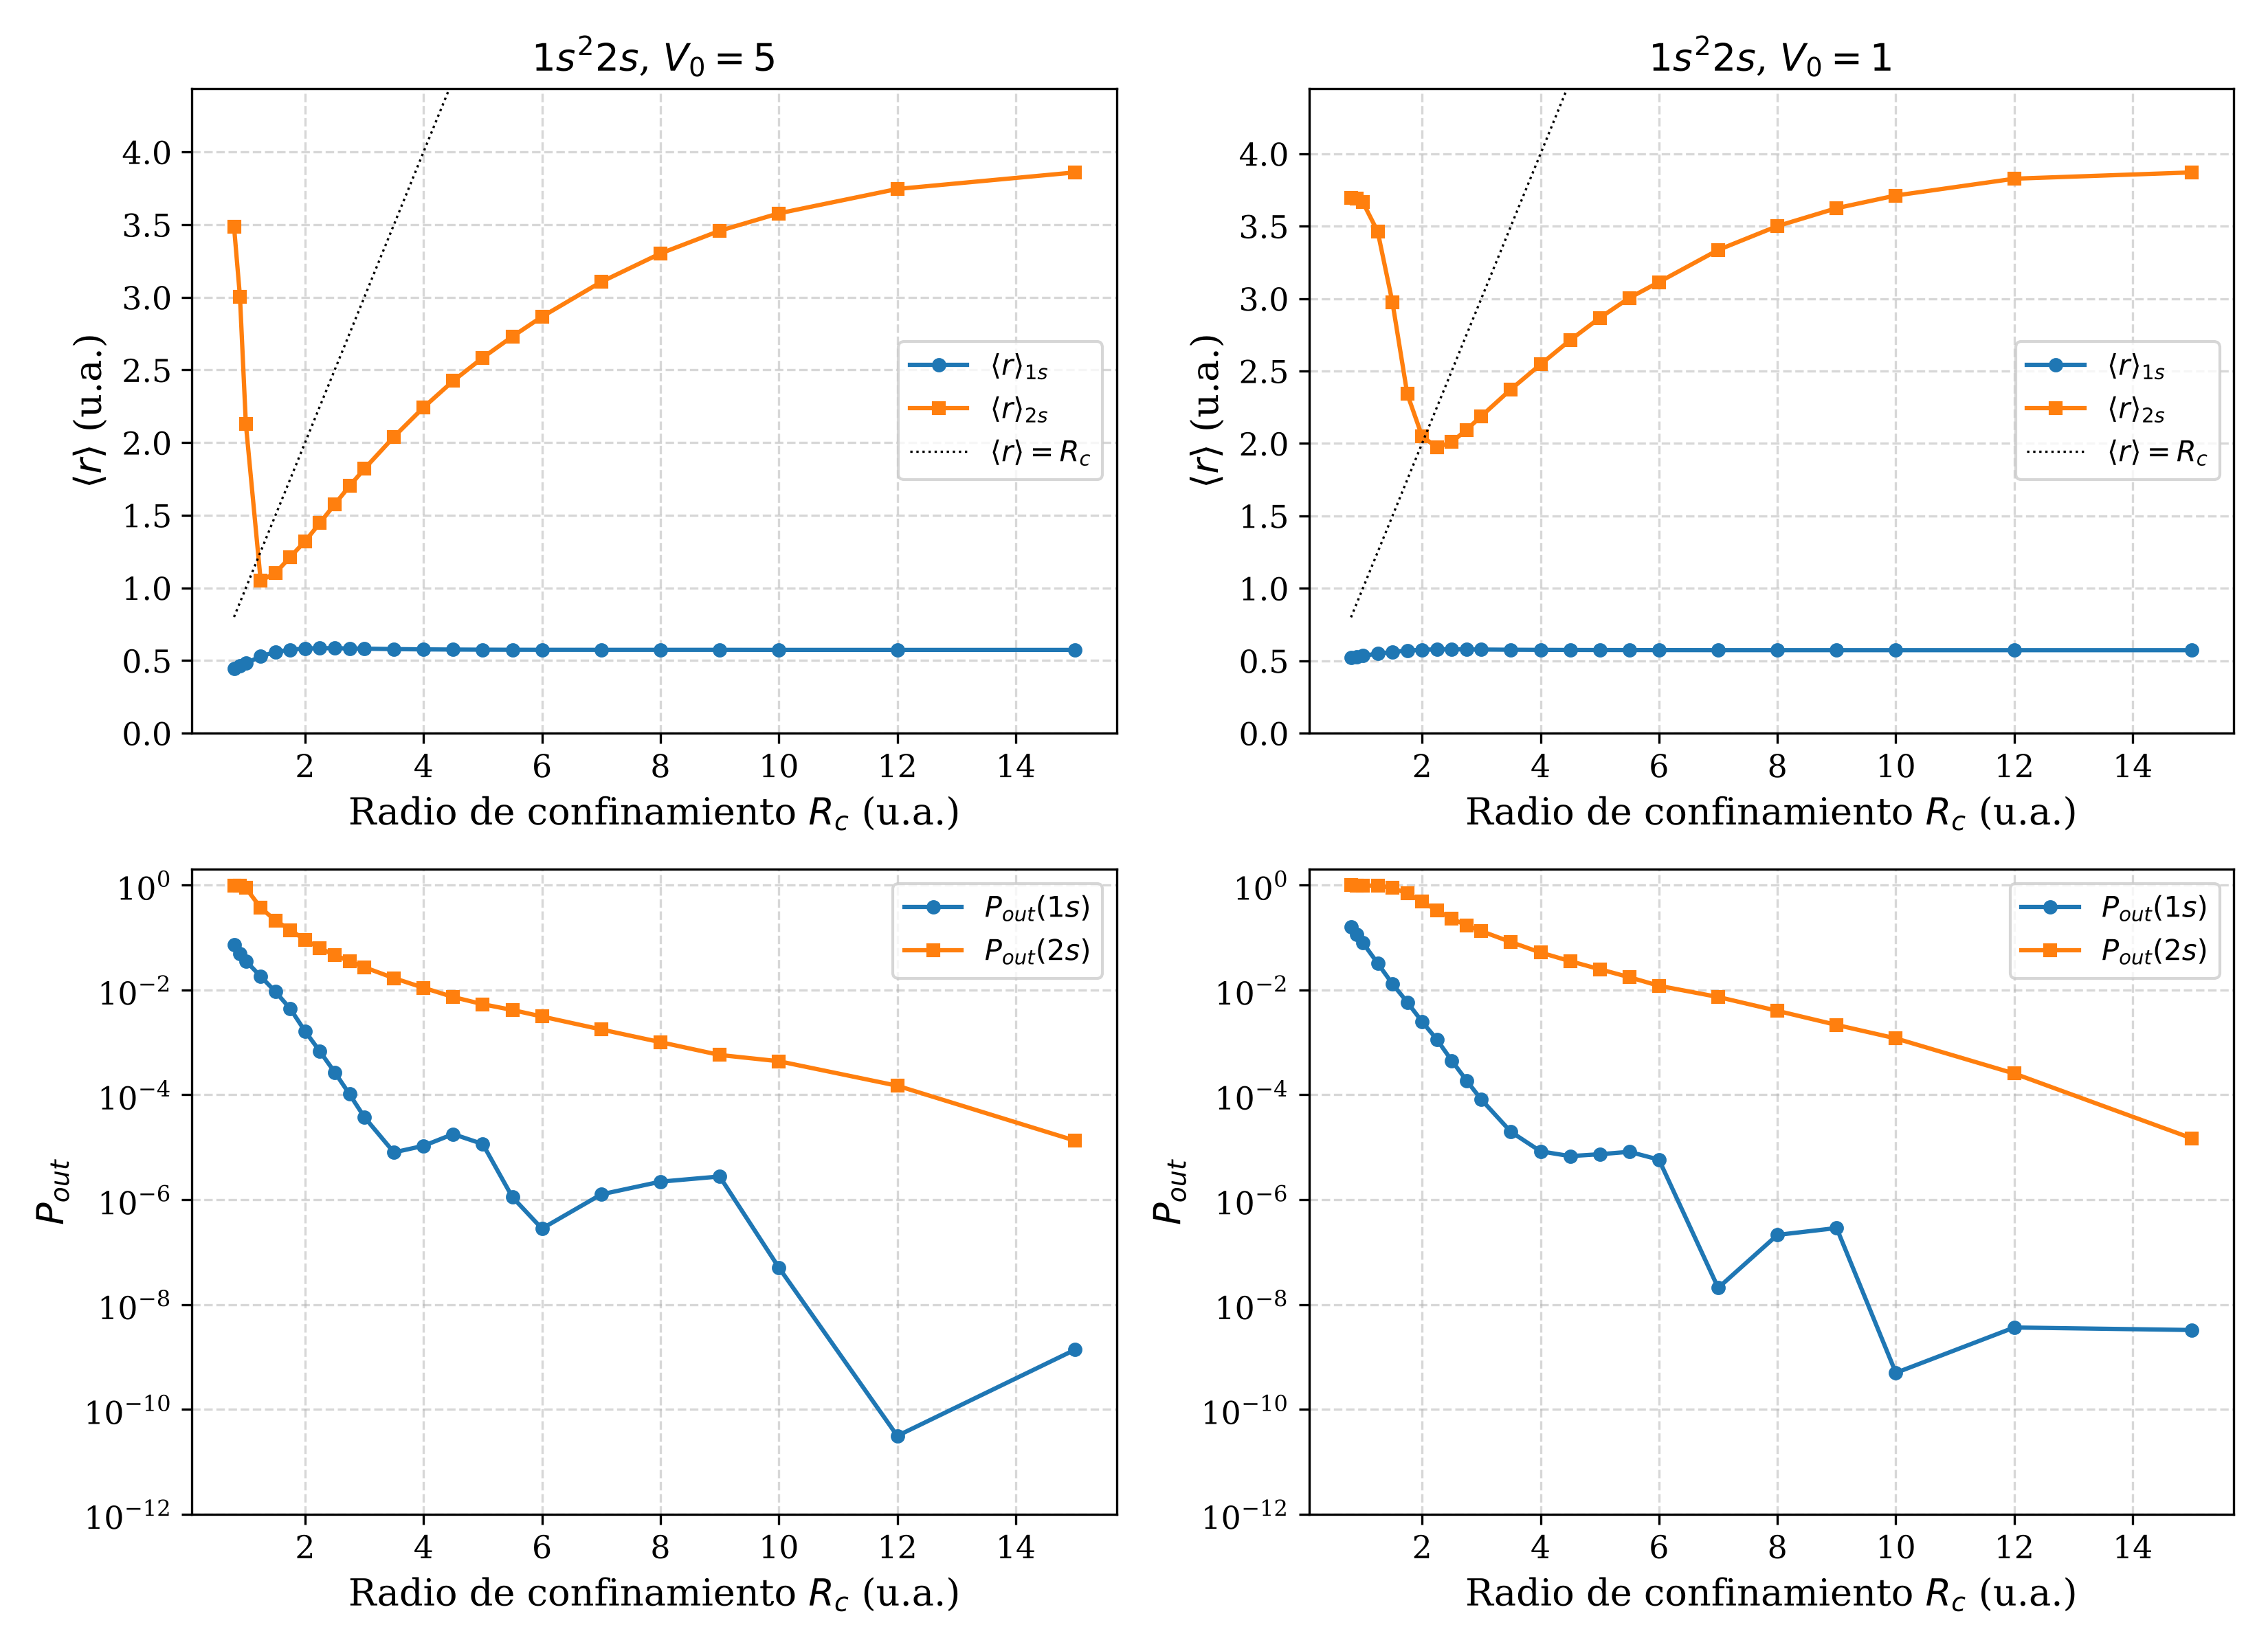 1s²2s, V₀ = 5
4.0
3.5
3.0
2.5
2.0
1.5
1.0
0.5
0.0
⟨r⟩ (u.a.)
⟨r⟩₁ₛ
⟨r⟩₂ₛ
⟨r⟩ = R_c
2 4 6 8 10 12 14
Radio de confinamiento R_c (u.a.)
1s²2s, V₀ = 1
4.0
3.5
3.0
2.5
2.0
1.5
1.0
0.5
0.0
⟨r⟩ (u.a.)
⟨r⟩₁ₛ
⟨r⟩₂ₛ
⟨r⟩ = R_c
2 4 6 8 10 12 14
Radio de confinamiento R_c (u.a.)
10⁰
10⁻²
10⁻⁴
10⁻⁶
10⁻⁸
10⁻¹⁰
10⁻¹²
P_out
P_out(1s)
P_out(2s)
2 4 6 8 10 12 14
Radio de confinamiento R_c (u.a.)
10⁰
10⁻²
10⁻⁴
10⁻⁶
10⁻⁸
10⁻¹⁰
10⁻¹²
P_out
P_out(1s)
P_out(2s)
2 4 6 8 10 12 14
Radio de confinamiento R_c (u.a.)